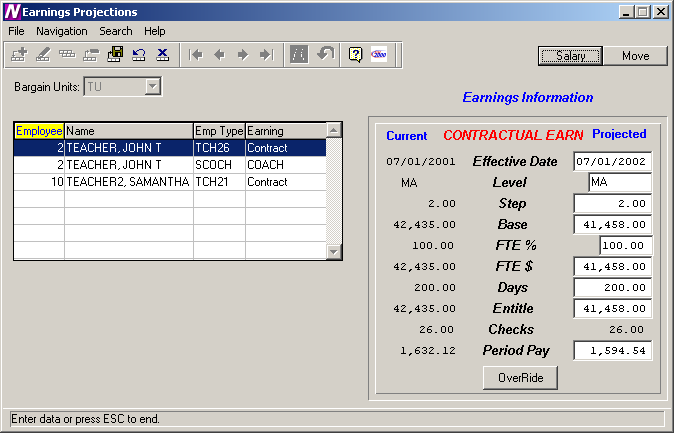 Earnings Projections
File Navigation Search Help
2000
Salary Move
Bargain Units: TU
Earnings Information
Employee Name Emp Type Earning
2 TEACHER, JOHN T TCH26 Contract
2 TEACHER, JOHN T SCOCH COACH
10 TEACHER2, SAMANTHA TCH21 Contract
Current CONTRACTUAL EARN Projected
07/01/2001 Effective Date 07/01/2002
MA Level MA
2.00 Step 2.00
42,435.00 Base 41,458.00
100.00 FTE % 100.00
42,435.00 FTE $ 41,458.00
200.00 Days 200.00
42,435.00 Entitle 41,458.00
26.00 Checks 26.00
1,632.12 Period Pay 1,594.54
OverRide
Enter data or press ESC to end.